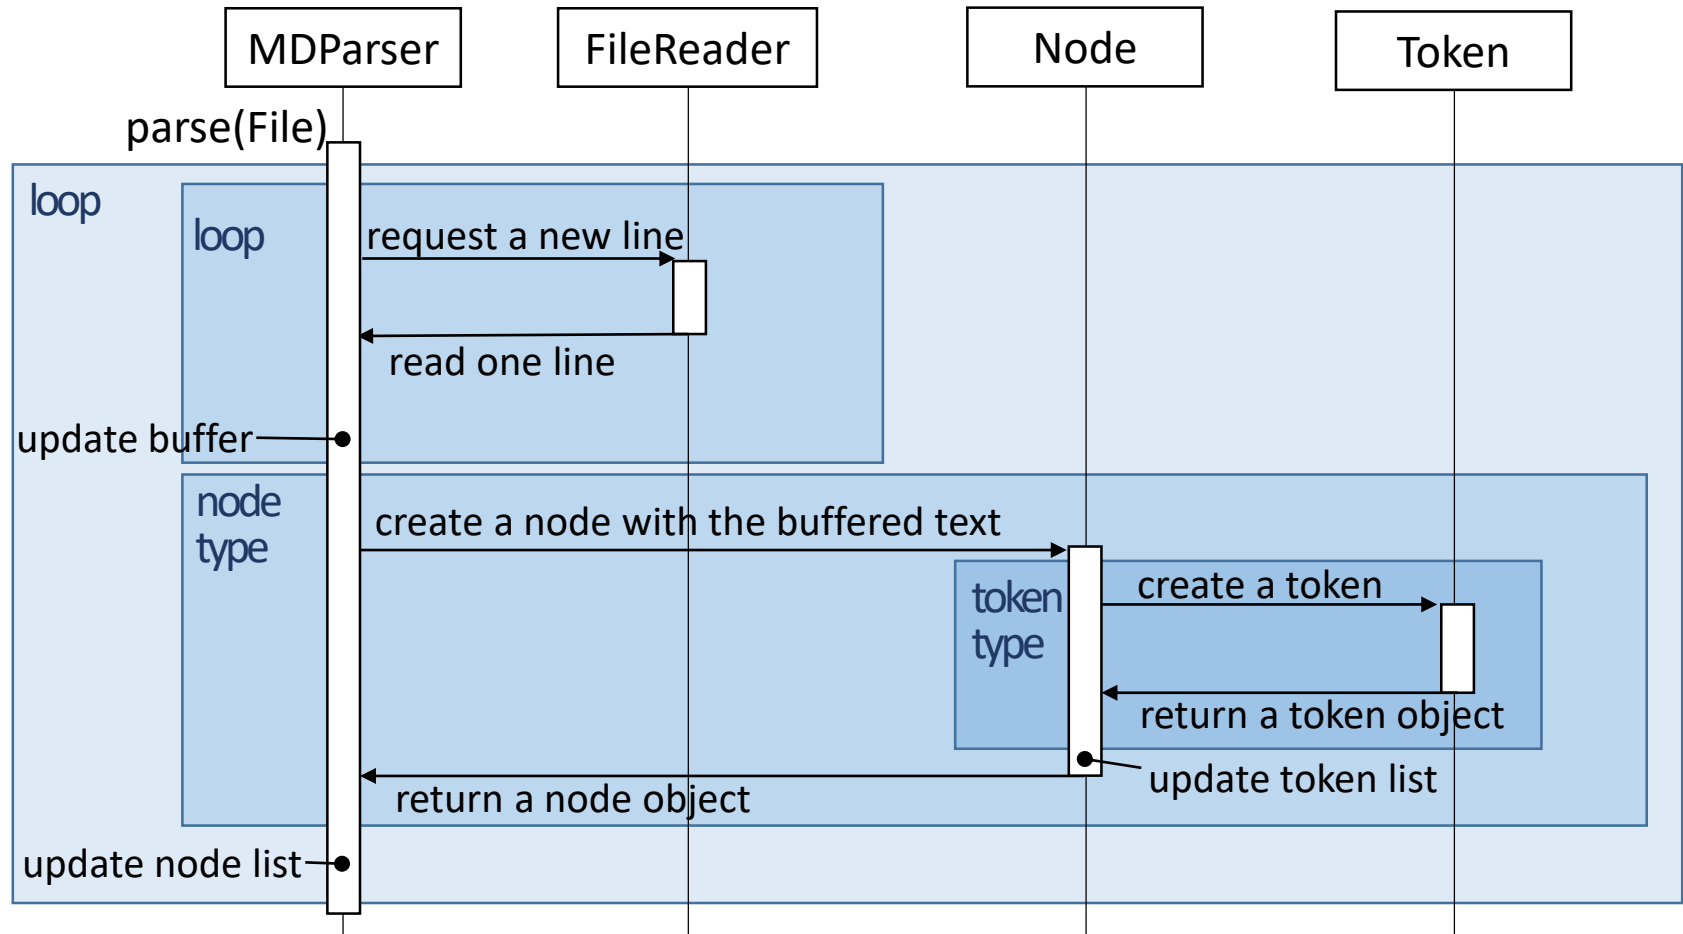 MDParser
FileReader
Node
Token
parse(File)
loop
loop
request a new line
read one line
update buffer
node
type
create a node with the buffered text
token
type
create a token
return a token object
update token list
return a node object
update node list